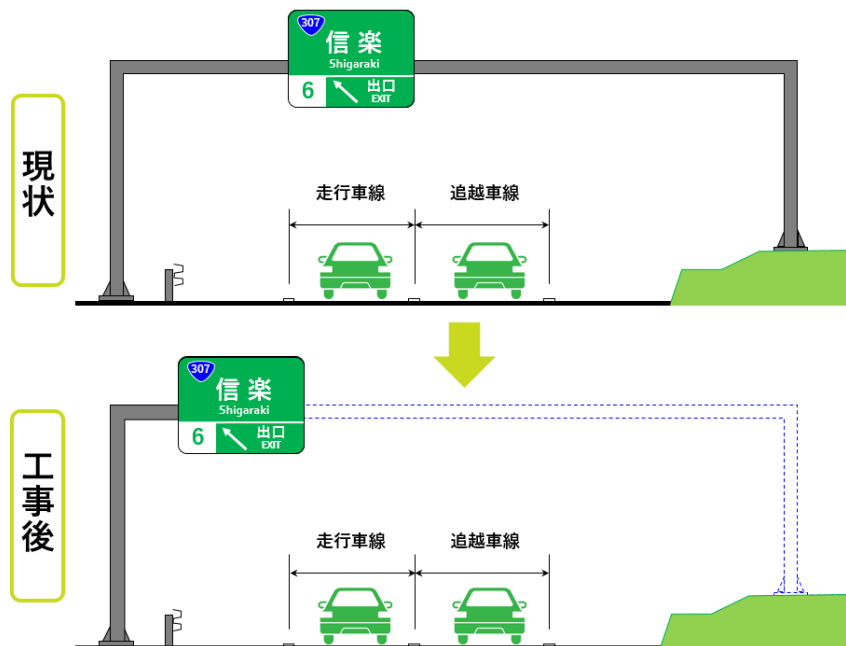 307
信楽
Shigaraki
6
出口
EXIT
現状
走行車線
追越車線
307
信楽
Shigaraki
6
出口
EXIT
工事後
走行車線
追越車線